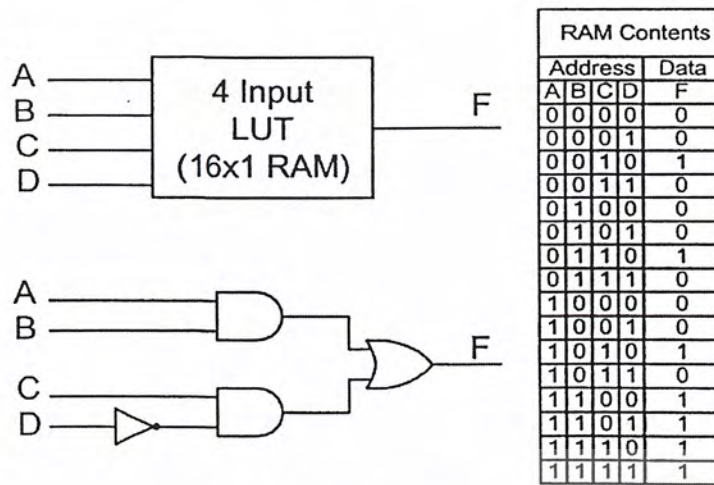 A
B
C
D
4 Input
LUT
(16x1 RAM)
F
A
B
C
D
F
RAM Contents
Address Data
A B C D F
0 0 0 0 0
0 0 0 1 0
0 0 1 0 1
0 0 1 1 0
0 1 0 0 0
0 1 0 1 0
0 1 1 0 1
0 1 1 1 0
1 0 0 0 0
1 0 0 1 0
1 0 1 0 1
1 0 1 1 0
1 1 0 0 1
1 1 0 1 1
1 1 1 0 1
1 1 1 1 1